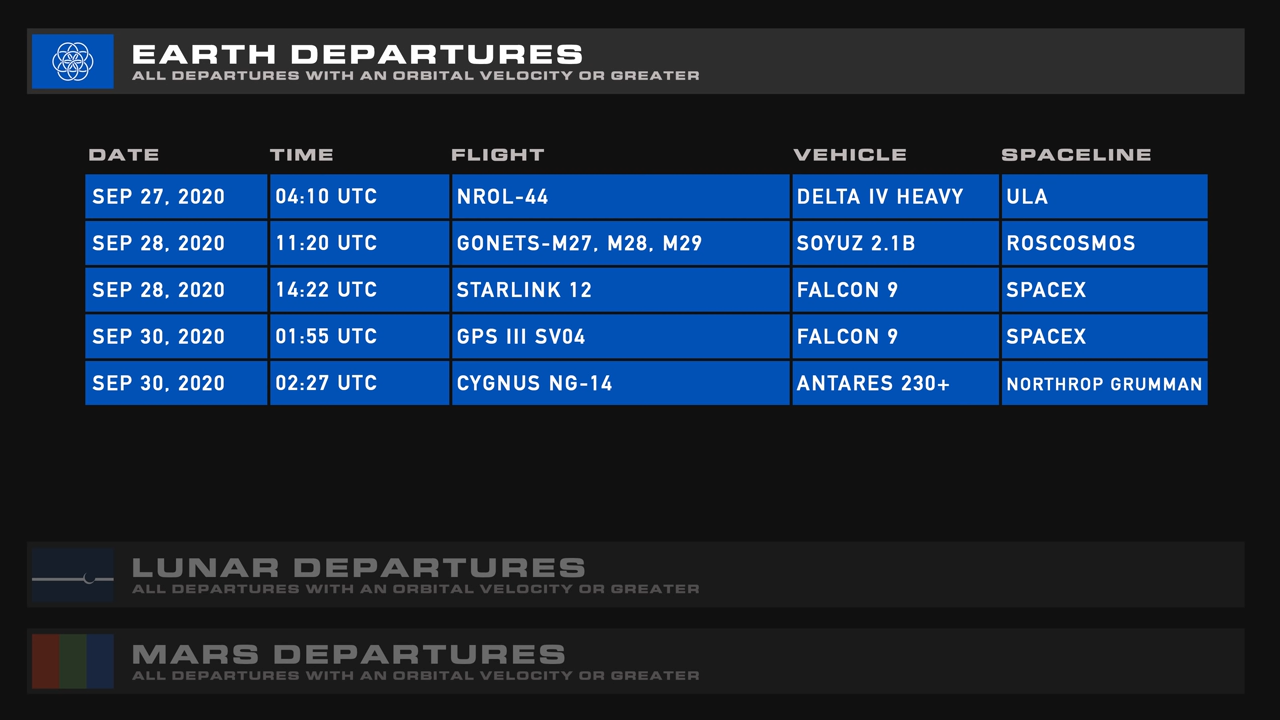 EARTH DEPARTURES
ALL DEPARTURES WITH AN ORBITAL VELOCITY OR GREATER
DATE TIME FLIGHT VEHICLE SPACELINE
SEP 27, 2020 04:10 UTC NROL-44 DELTA IV HEAVY ULA
SEP 28, 2020 11:20 UTC GONETS-M27, M28, M29 SOYUZ 2.1B ROSCOSMOS
SEP 28, 2020 14:22 UTC STARLINK 12 FALCON 9 SPACEX
SEP 30, 2020 01:55 UTC GPS III SV04 FALCON 9 SPACEX
SEP 30, 2020 02:27 UTC CYGNUS NG-14 ANTARES 230+ NORTHROP GRUMMAN
LUNAR DEPARTURES
ALL DEPARTURES WITH AN ORBITAL VELOCITY OR GREATER
MARS DEPARTURES
ALL DEPARTURES WITH AN ORBITAL VELOCITY OR GREATER